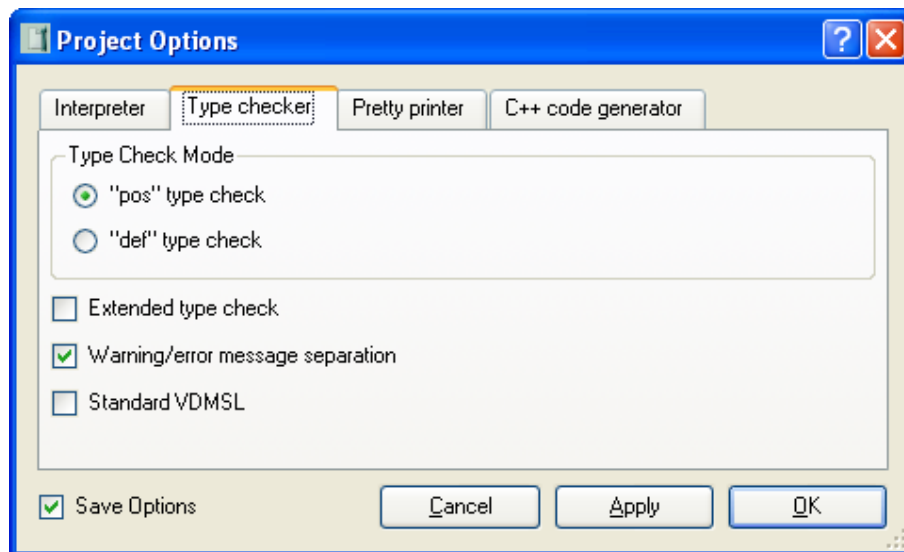 Project Options
Interpreter Type checker Pretty printer C++ code generator
Type Check Mode
"pos" type check
"def" type check
Extended type check
Warning/error message separation
Standard VDMSL
Save Options Cancel Apply OK